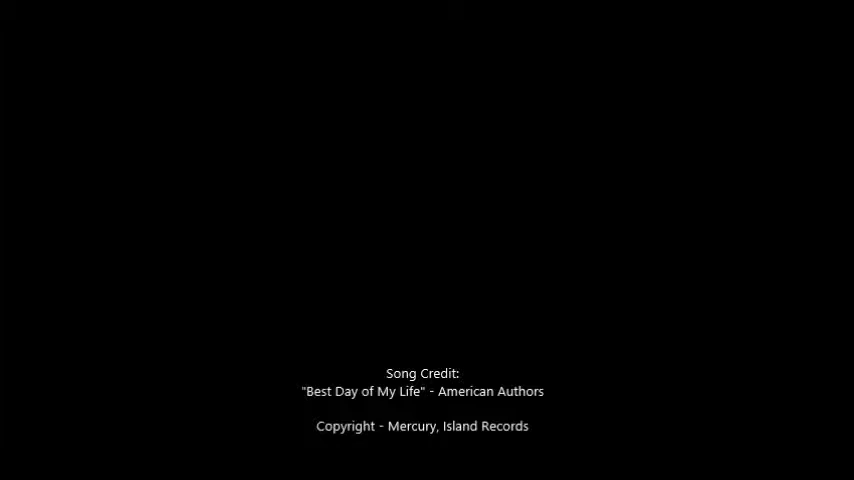 Song Credit:
"Best Day of My Life" - American Authors
Copyright - Mercury, Island Records